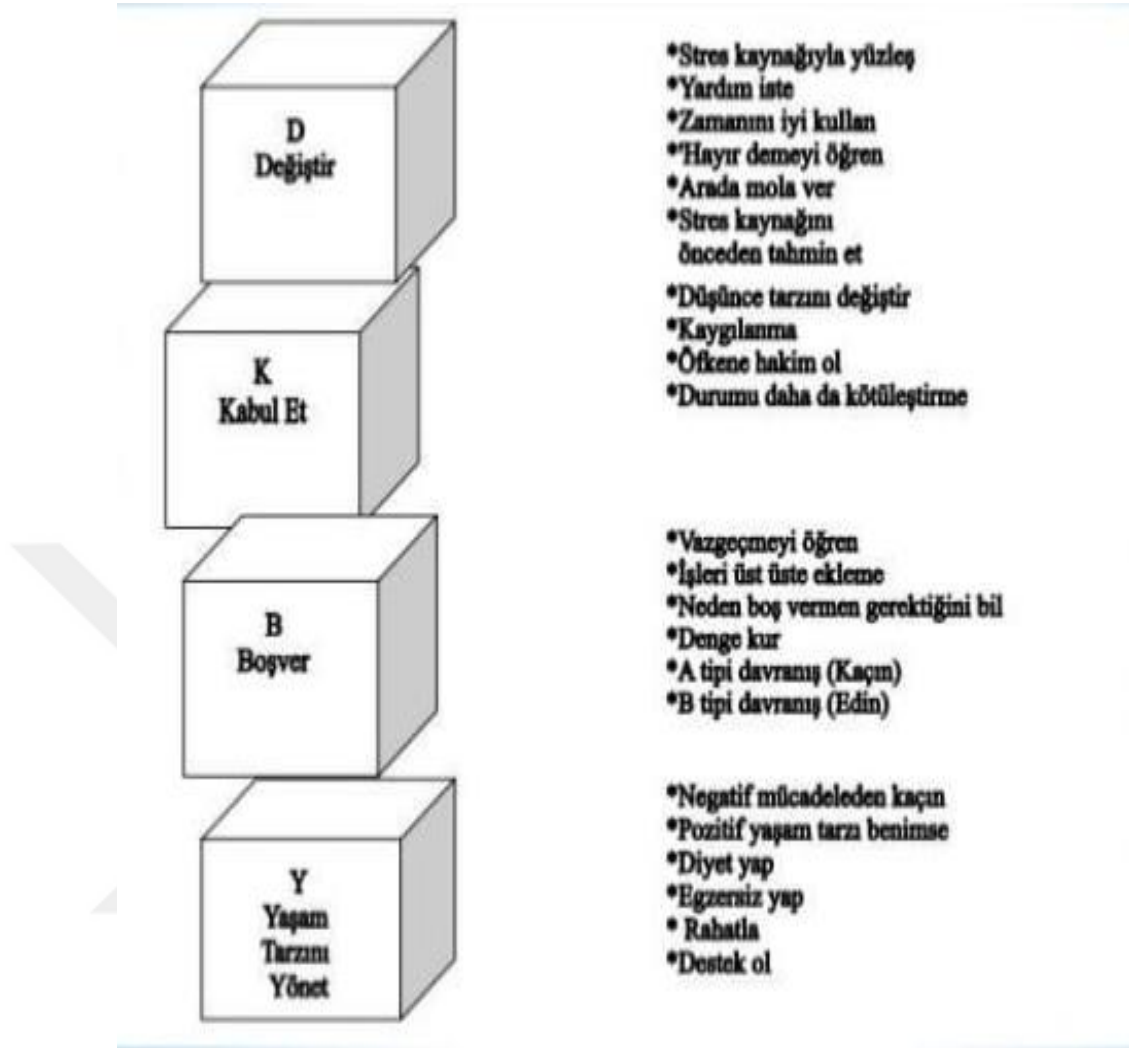 D
Değiştir
*Stres kaynağıyla yüzleş
*Yardım iste
*Zamanını iyi kullan
*'Hayır demeyi öğren
*Arada mola ver
*Stres kaynağını
önceden tahmin et
K
Kabul Et
*Düşünce tarzını değiştir
*Kaygılanma
*Öfkene hakim ol
*Durumu daha da kötüleştirme
B
Boşver
*Vazgeçmeyi öğren
*İşleri üst üste ekleme
*Neden boş vermen gerektiğini bil
*Denge kur
*A tipi davranış (Kaçın)
*B tipi davranış (Edin)
Y
Yaşam
Tarzını
Yönet
*Negatif mücadeleden kaçın
*Pozitif yaşam tarzı benimse
*Diyet yap
*Egzersiz yap
* Rahatla
*Destek ol